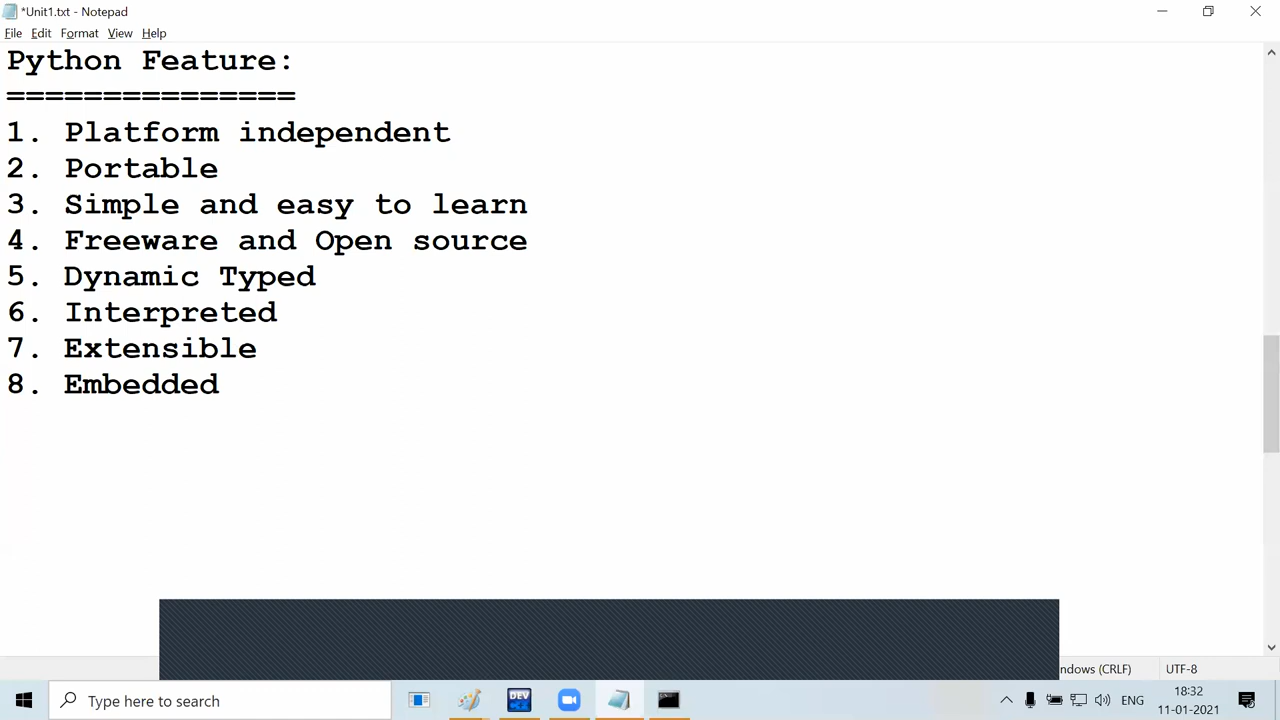 *Unit1.txt - Notepad
File Edit Format View Help
Python Feature:
===============
1. Platform independent
2. Portable
3. Simple and easy to learn
4. Freeware and Open source
5. Dynamic Typed
6. Interpreted
7. Extensible
8. Embedded
ndows (CRLF) UTF-8
Type here to search
DEV
ENG
18:32
11-01-2021